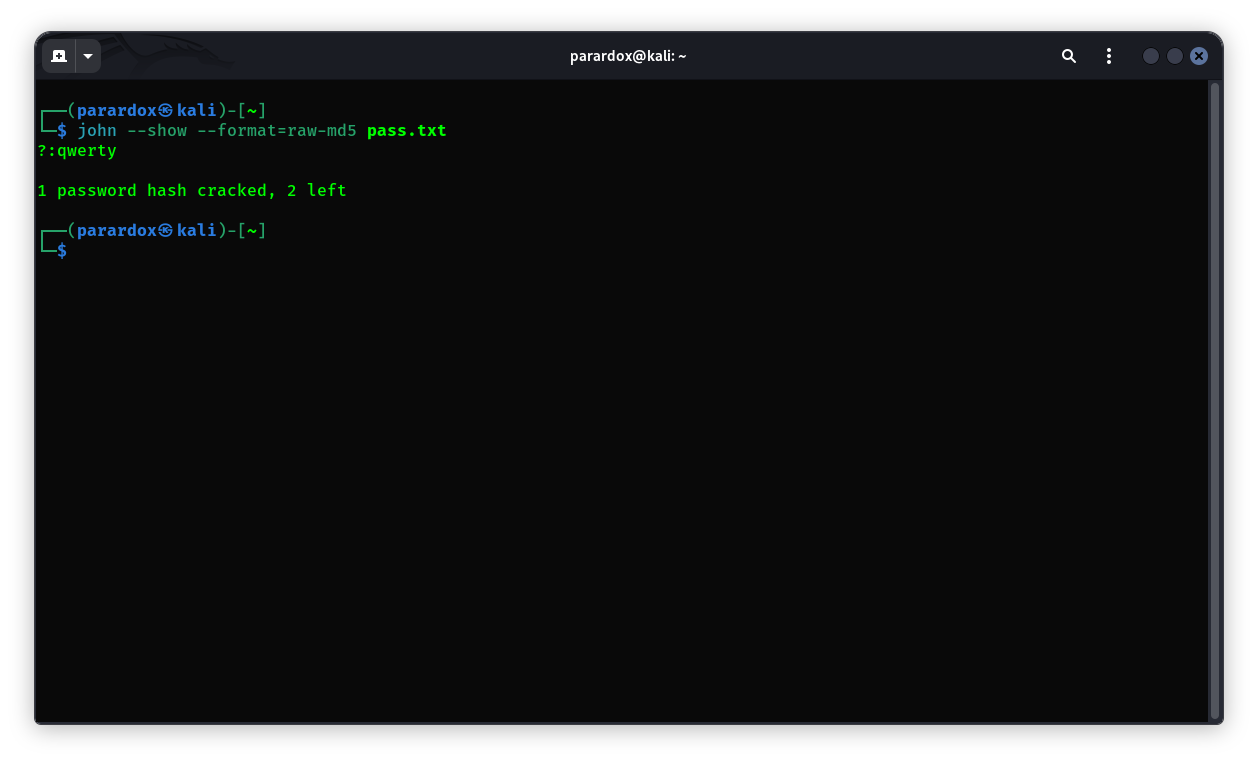 parardox@kali: ~
┌──(parardox㉿kali)-[~]
└─$ john --show --format=raw-md5 pass.txt
?:qwerty
1 password hash cracked, 2 left
┌──(parardox㉿kali)-[~]
└─$